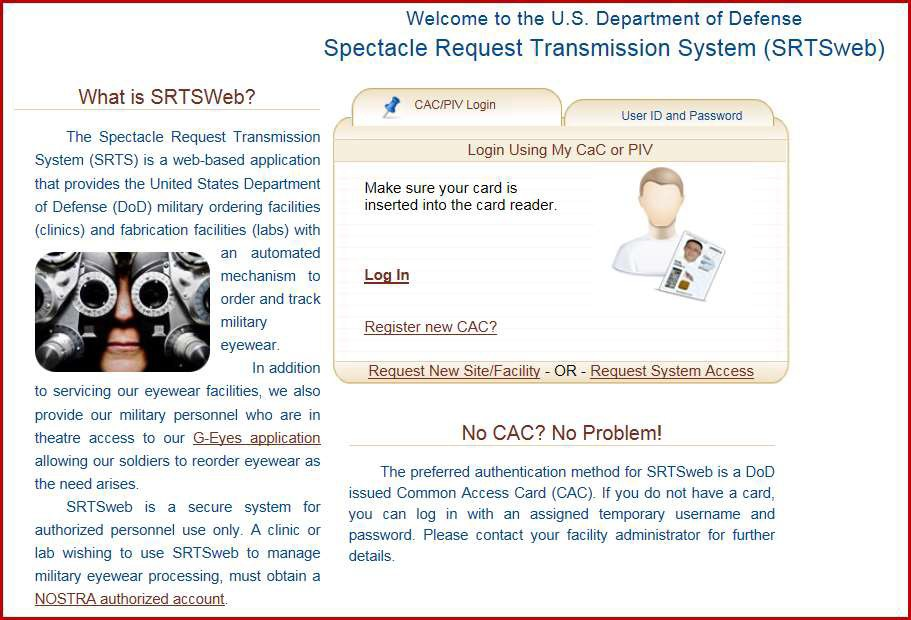 Welcome to the U.S. Department of Defense
Spectacle Request Transmission System (SRTSweb)
What is SRTSWeb?
The Spectacle Request Transmission
System (SRTS) is a web-based application
that provides the United States Department
of Defense (DoD) military ordering facilities
(clinics) and fabrication facilities (labs) with
an automated
mechanism to
order and track
military
eyewear.
In addition
to servicing our eyewear facilities, we also
provide our military personnel who are in
theatre access to our G-Eyes application
allowing our soldiers to reorder eyewear as
the need arises.
SRTSweb is a secure system for
authorized personnel use only. A clinic or
lab wishing to use SRTSweb to manage
military eyewear processing, must obtain a
NOSTRA authorized account.
CAC/PIV Login
User ID and Password
Login Using My CaC or PIV
Make sure your card is
inserted into the card reader.
Log In
Register new CAC?
Request New Site/Facility - OR - Request System Access
No CAC? No Problem!
The preferred authentication method for SRTSweb is a DoD
issued Common Access Card (CAC). If you do not have a card,
you can log in with an assigned temporary username and
password. Please contact your facility administrator for further
details.